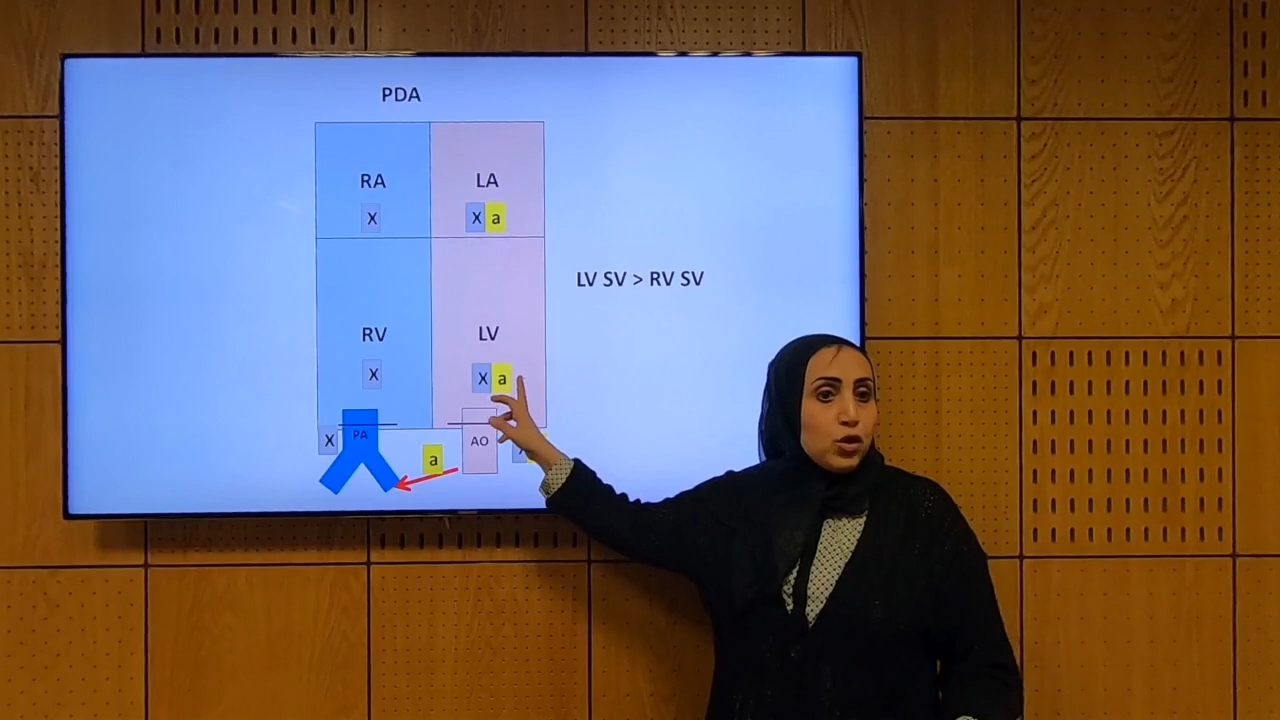 PDA
RA LA
X X a
LV SV > RV SV
RV LV
X X a
X PA a AO